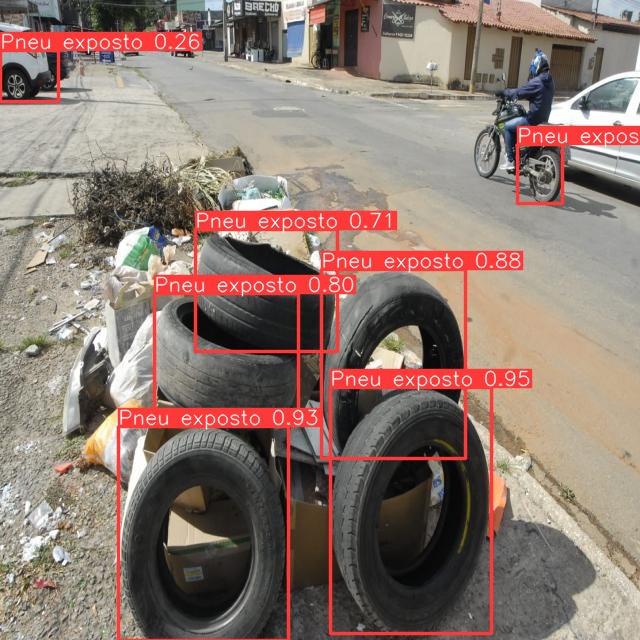 Pneu exposto 0.26
BRECHÓ
Pneu expos
Pneu exposto 0.71
Pneu exposto 0.88
Pneu exposto 0.80
Pneu exposto 0.95
Pneu exposto 0.93